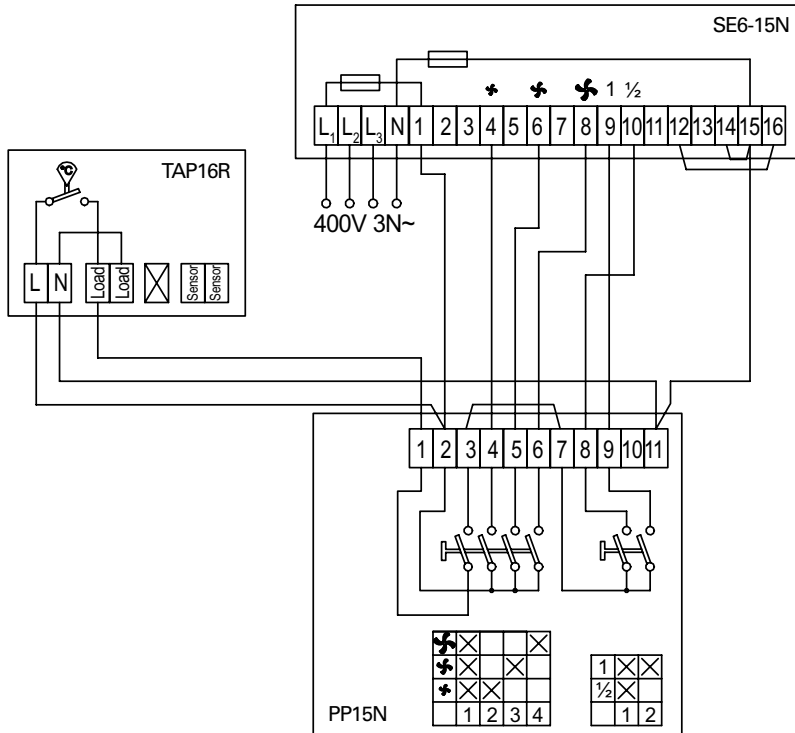 SE6-15N
1 ½
L₁ L₂ L₃ N 1 2 3 4 5 6 7 8 9 10 11 12 13 14 15 16
400V 3N~
TAP16R
°C
L N Load Load Sensor Sensor
1 2 3 4 5 6 7 8 9 10 11
1
½
1 2 3 4
1 2
PP15N